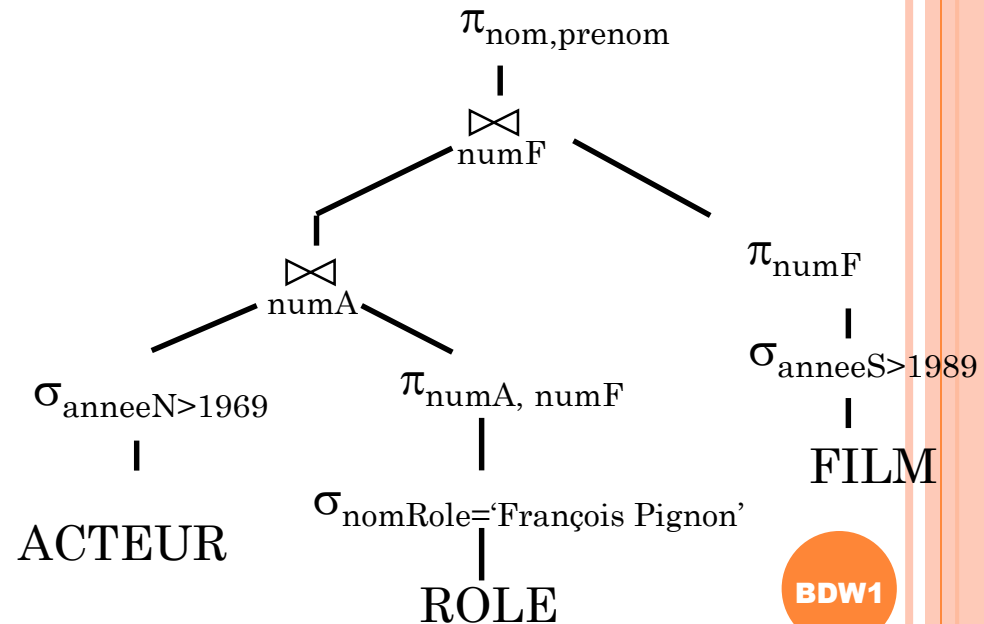 πnom,prenom
⋈
numF
⋈
numA
πnumF
σanneeS>1989
FILM
σanneeN>1969
ACTEUR
πnumA, numF
σnomRole=‘François Pignon’
ROLE
BDW1